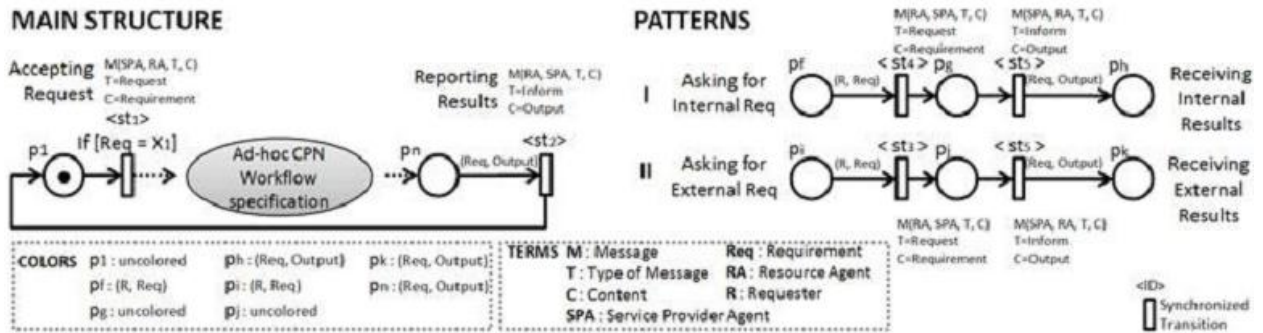 MAIN STRUCTURE
Accepting Request
M(SPA, RA, T, C)
T=Request
C=Requirement
<st1>
If [Req = X1]
p1
Ad-hoc CPN
Workflow
specification
pn
(Req, Output)
Reporting
Results
M(RA, SPA, T, C)
T=Inform
C=Output
<st2>
PATTERNS
I
Asking for
Internal Req
pf
(R, Req)
M(RA, SPA, T, C)
T=Request
C=Requirement
< st4 >
pg
M(SPA, RA, T, C)
T=Inform
C=Output
< st5 >
(Req, Output)
ph
Receiving
Internal
Results
II
Asking for
External Req
pi
(R, Req)
pj
< st5 >
(Req, Output)
pk
Receiving
External
Results
M(RA, SPA, T, C)
T=Request
C=Requirement
M(SPA, RA, T, C)
T=Inform
C=Output
COLORS
p1 : uncolored
pf : (R, Req)
pg : uncolored
ph : (Req, Output)
pi : (R, Req)
pj : uncolored
pk : (Req, Output)
pn : (Req, Output)
TERMS
M : Message
T : Type of Message
C : Content
SPA : Service Provider Agent
Req : Requirement
RA : Resource Agent
R : Requester
<ID>
Synchronized
Transition